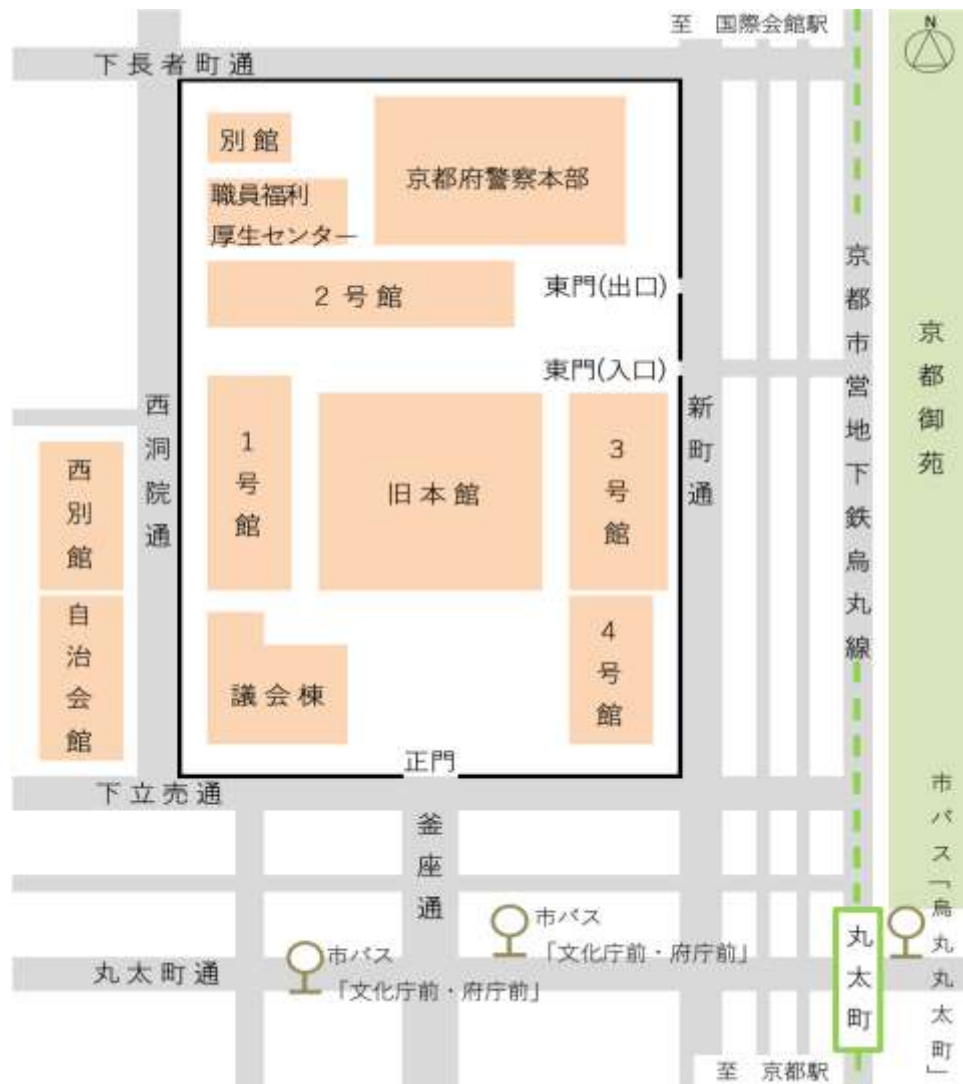 至 国際会館駅
N
下長者町通
別館
京都府警察本部
職員福利
厚生センター
2号館
東門(出口)
東門(入口)
京都市営地下鉄烏丸線
京都御苑
西洞院通
新町通
1号館
旧本館
3号館
西別館
自治会館
4号館
議会棟
正門
下立売通
釜座通
市バス「烏丸丸太町」
市バス
「文化庁前・府庁前」
市バス
「文化庁前・府庁前」
丸太町通
丸太町
至 京都駅